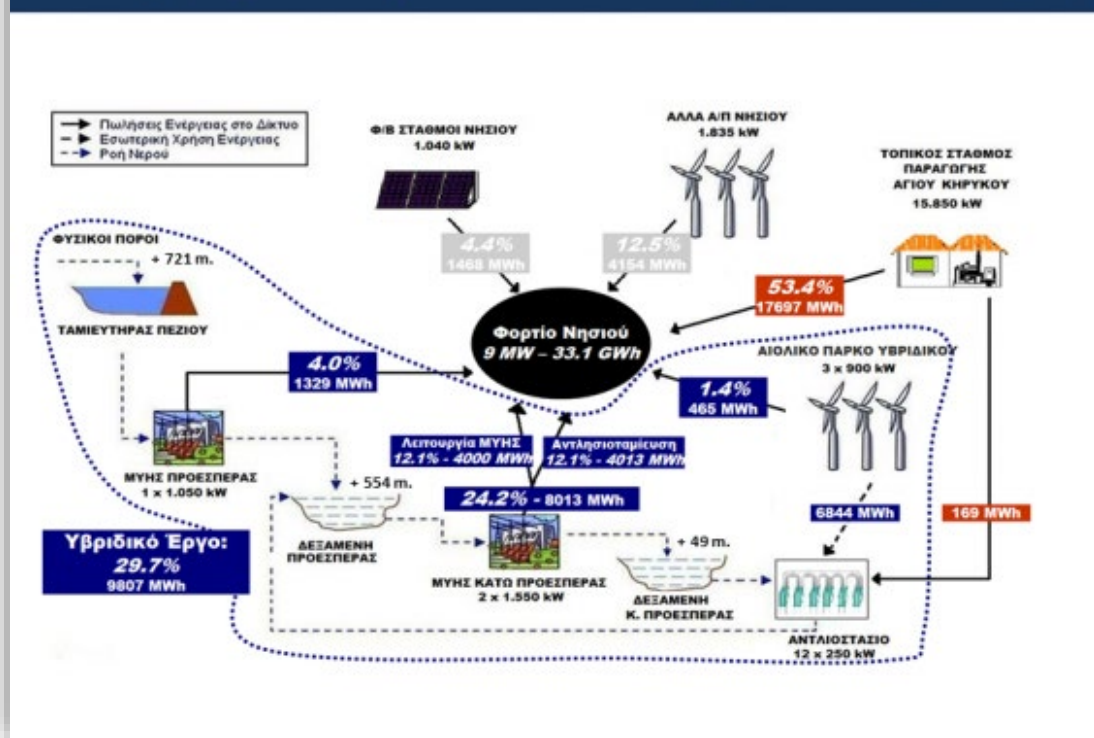 Πωλήσεις Ενέργειας στο Δίκτυο
Εσωτερική Χρήση Ενέργειας
Ροή Νερού
Φ/Β ΣΤΑΘΜΟΙ ΝΗΣΙΟΥ
1.040 kW
ΑΛΛΑ Α/Π ΝΗΣΙΟΥ
1.835 kW
ΤΟΠΙΚΟΣ ΣΤΑΘΜΟΣ
ΠΑΡΑΓΩΓΗΣ
ΑΓΙΟΥ ΚΗΡΥΚΟΥ
15.850 kW
4.4%
1468 MWh
12.5%
4154 MWh
53.4%
17697 MWh
ΦΥΣΙΚΟΙ ΠΟΡΟΙ
+ 721 m.
ΤΑΜΙΕΥΤΗΡΑΣ ΠΕΖΙΟΥ
Φορτίο Νησιού
9 MW – 33.1 GWh
4.0%
1329 MWh
ΑΙΟΛΙΚΟ ΠΑΡΚΟ ΥΒΡΙΔΙΚΟΥ
3 x 900 kW
1.4%
465 MWh
ΜΥΗΣ ΠΡΟΕΣΠΕΡΑΣ
1 x 1.050 kW
Λειτουργία ΜΥΗΣ
12.1% - 4000 MWh
Αντλησιοταμίευση
12.1% - 4013 MWh
+ 554 m.
24.2% - 8013 MWh
6844 MWh
169 MWh
Υβριδικό Έργο:
29.7%
9807 MWh
ΔΕΞΑΜΕΝΗ
ΠΡΟΕΣΠΕΡΑΣ
+ 49 m.
ΜΥΗΣ ΚΑΤΩ ΠΡΟΕΣΠΕΡΑΣ
2 x 1.550 kW
ΔΕΞΑΜΕΝΗ
Κ. ΠΡΟΕΣΠΕΡΑΣ
ΑΝΤΛΙΟΣΤΑΣΙΟ
12 x 250 kW